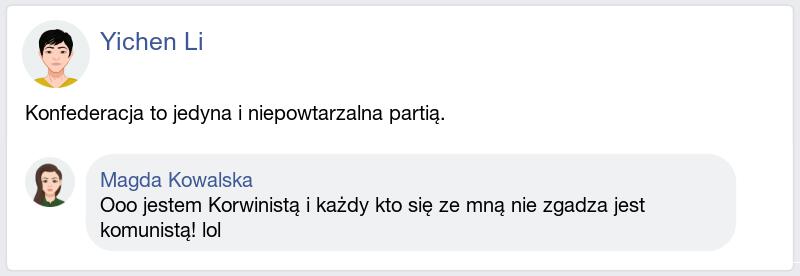 Yichen Li
Konfederacja to jedyna i niepowtarzalna partią.
Magda Kowalska
Ooo jestem Korwinistą i każdy kto się ze mną nie zgadza jest
komunistą! lol